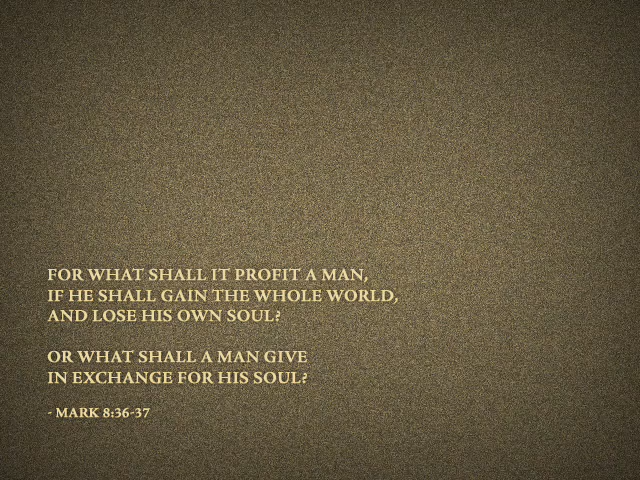 FOR WHAT SHALL IT PROFIT A MAN,
IF HE SHALL GAIN THE WHOLE WORLD,
AND LOSE HIS OWN SOUL?
OR WHAT SHALL A MAN GIVE
IN EXCHANGE FOR HIS SOUL?
- MARK 8:36-37